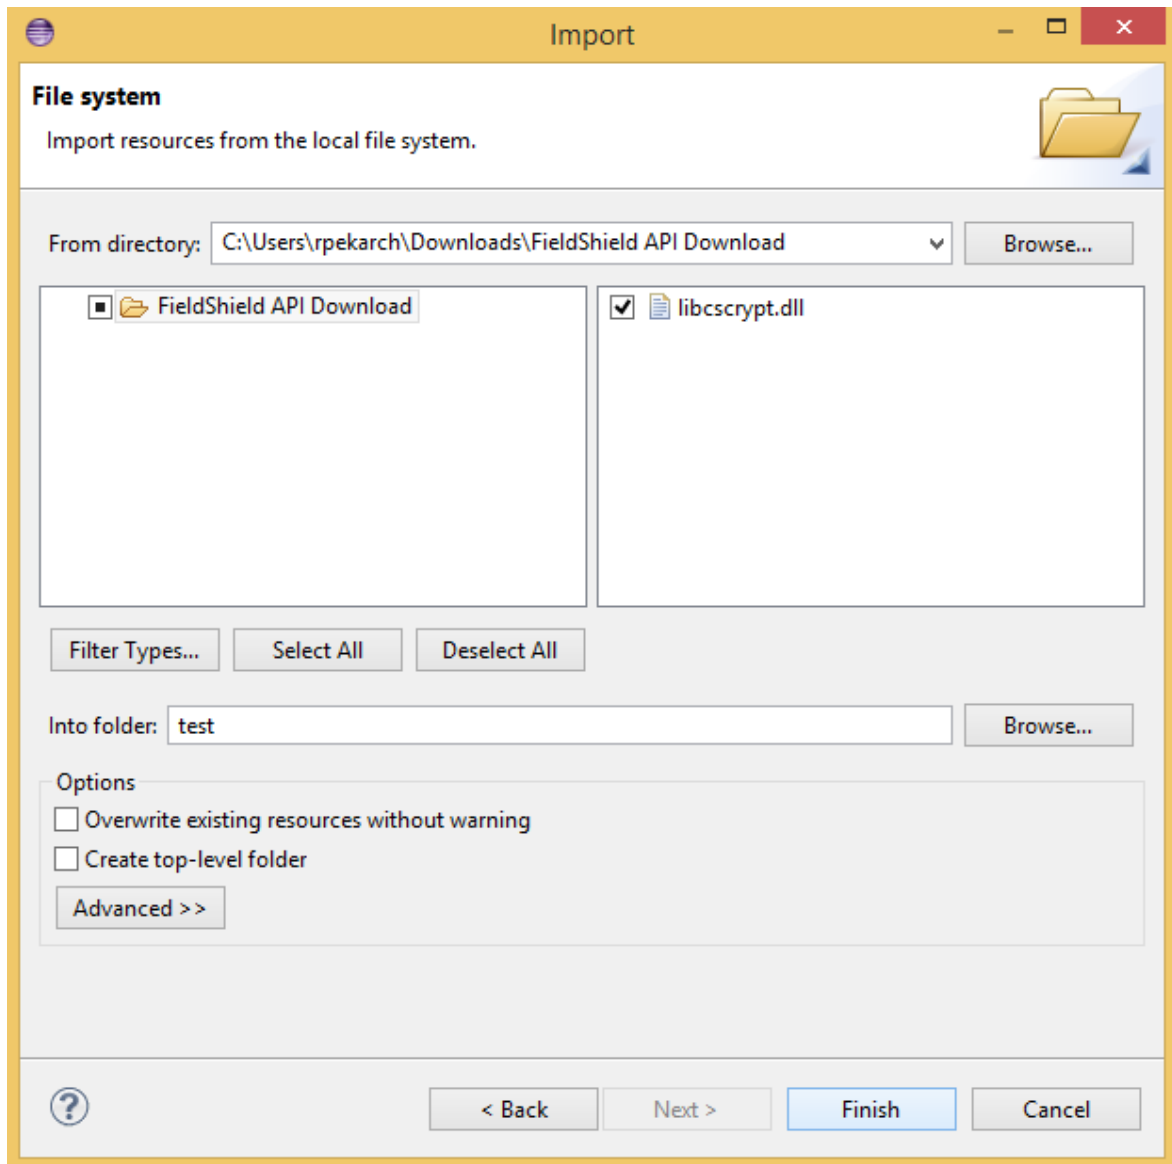 Import
File system
Import resources from the local file system.
From directory: C:\Users\rpekarch\Downloads\FieldShield API Download Browse...
FieldShield API Download libcscrypt.dll
Filter Types... Select All Deselect All
Into folder: test Browse...
Options
Overwrite existing resources without warning
Create top-level folder
Advanced >>
? < Back Next > Finish Cancel